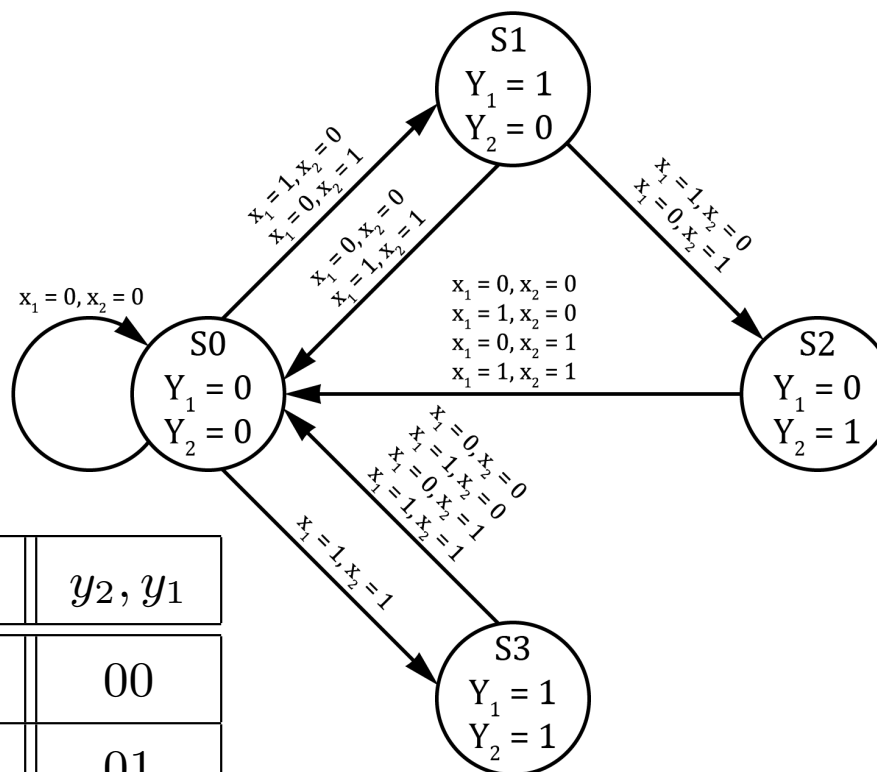 S1
Y₁ = 1
Y₂ = 0
x₁ = 1, x₂ = 0
x₁ = 0, x₂ = 1
x₁ = 0, x₂ = 0
x₁ = 1, x₂ = 1
x₁ = 1, x₂ = 0
x₁ = 0, x₂ = 1
x₁ = 0, x₂ = 0
x₁ = 0, x₂ = 0
x₁ = 1, x₂ = 0
x₁ = 0, x₂ = 1
x₁ = 1, x₂ = 1
S0
Y₁ = 0
Y₂ = 0
S2
Y₁ = 0
Y₂ = 1
x₁ = 0, x₂ = 0
x₁ = 1, x₂ = 0
x₁ = 0, x₂ = 1
x₁ = 1, x₂ = 1
x₁ = 1, x₂ = 1
S3
Y₁ = 1
Y₂ = 1
y₂, y₁
00
01